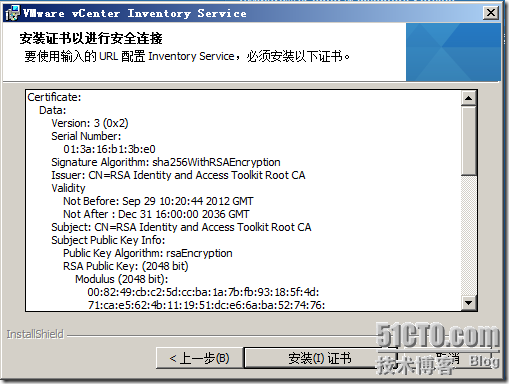 VMware vCenter Inventory Service
安装证书以进行安全连接
要使用输入的 URL 配置 Inventory Service，必须安装以下证书。
Certificate:
Data:
Version: 3 (0x2)
Serial Number:
01:3a:16:b1:3b:e0
Signature Algorithm: sha256WithRSAEncryption
Issuer: CN=RSA Identity and Access Toolkit Root CA
Validity
Not Before: Sep 29 10:20:44 2012 GMT
Not After : Dec 31 16:00:00 2036 GMT
Subject: CN=RSA Identity and Access Toolkit Root CA
Subject Public Key Info:
Public Key Algorithm: rsaEncryption
RSA Public Key: (2048 bit)
Modulus (2048 bit):
00:82:49:cb:c2:5d:cc:ba:1a:7b:fb:93:18:5f:4d:
71:ca:e5:62:4b:11:19:51:dc:e6:6a:ba:52:74:76:
InstallShield
< 上一步(B)
安装(I) 证书
取消
51CTO.com
技术博客 Blog